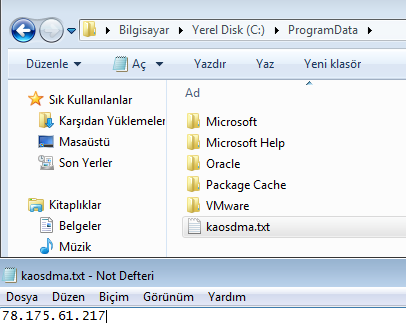 Bilgisayar ▸ Yerel Disk (C:) ▸ ProgramData ▸
Düzenle Aç Yazdır Yaz Yeni klasör
Sık Kullanılanlar
Karşıdan Yüklemeler
Masaüstü
Son Yerler
Kitaplıklar
Belgeler
Müzik
Ad
Microsoft
Microsoft Help
Oracle
Package Cache
VMware
kaosdma.txt
kaosdma.txt - Not Defteri
Dosya Düzen Biçim Görünüm Yardım
78.175.61.217